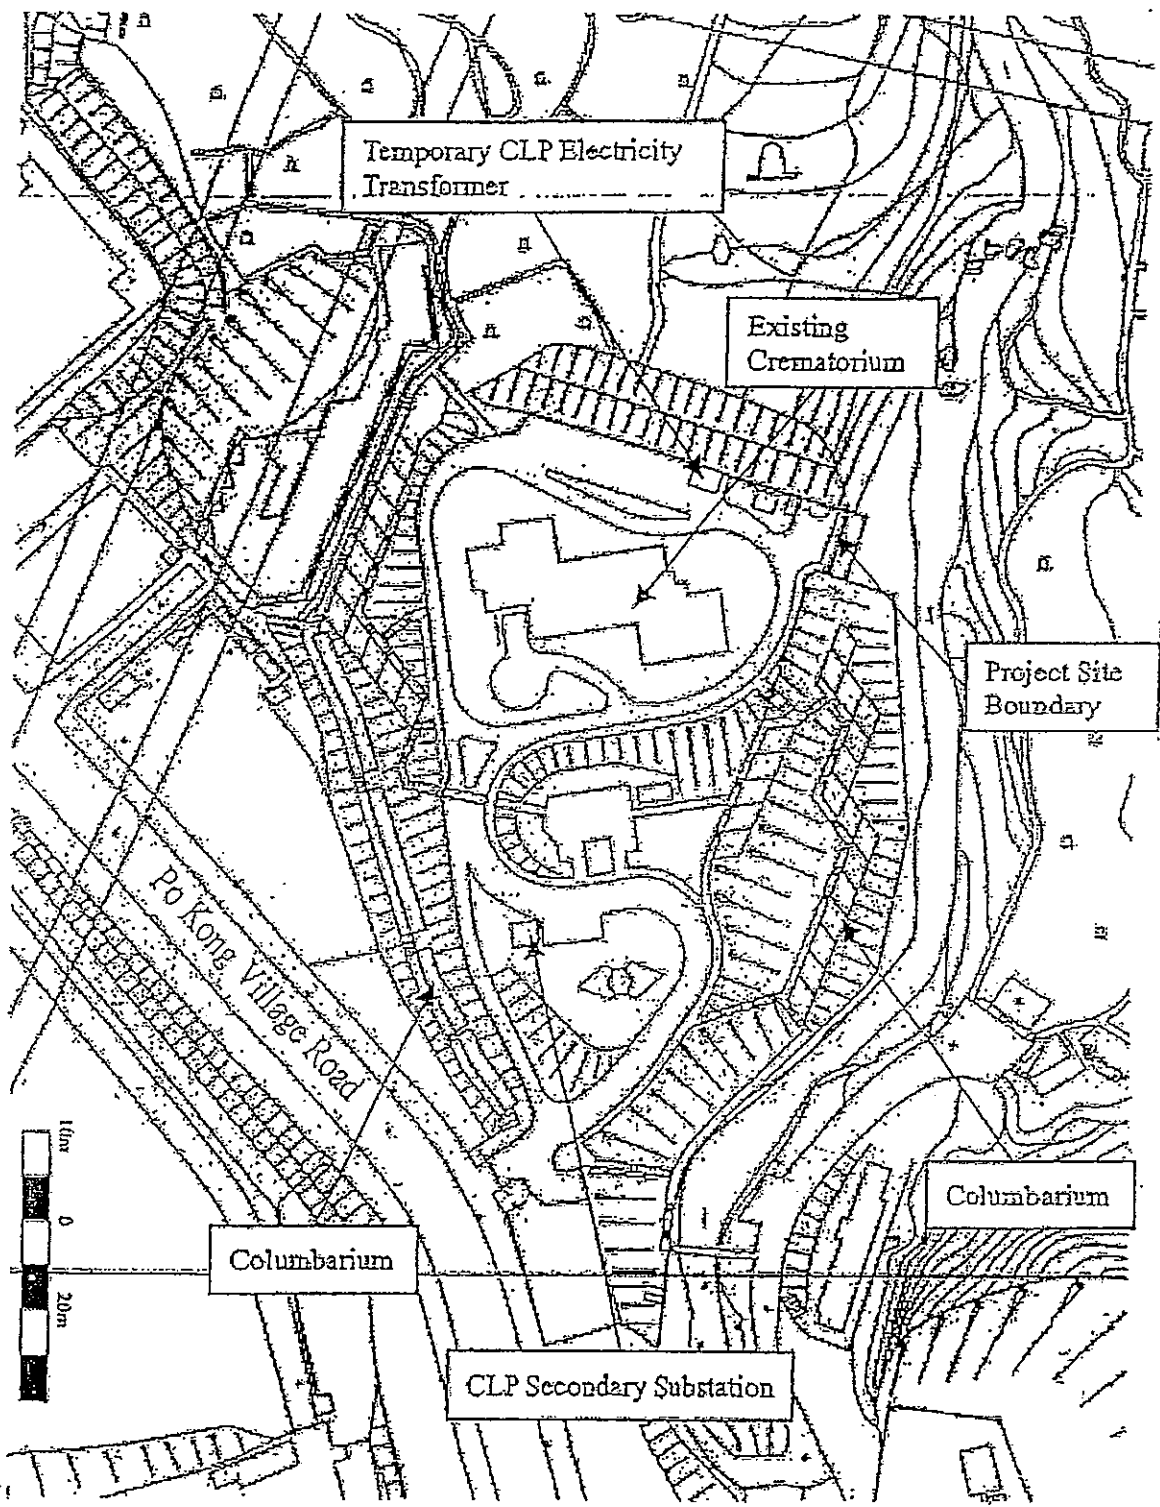 Temporary CLP Electricity
Transformer
Existing
Crematorium
Project Site
Boundary
Po Kong Village Road
Columbarium
Columbarium
CLP Secondary Substation
0
20m